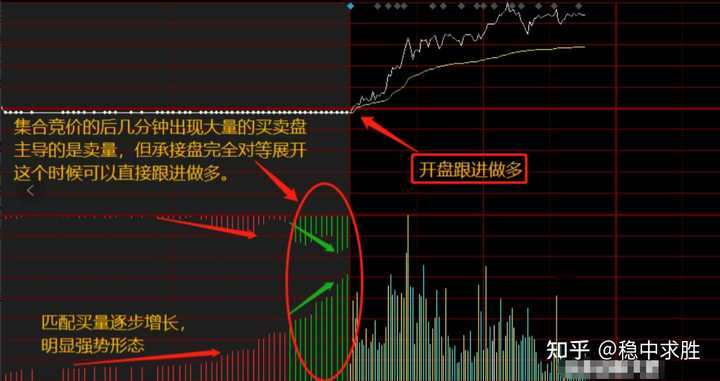 集合竞价的后几分钟出现大量的买卖盘
主导的是卖量，但承接盘完全对等展开
这个时候可以直接跟进做多。
开盘跟进做多
匹配买量逐步增长，
明显强势形态
知乎 @稳中求胜